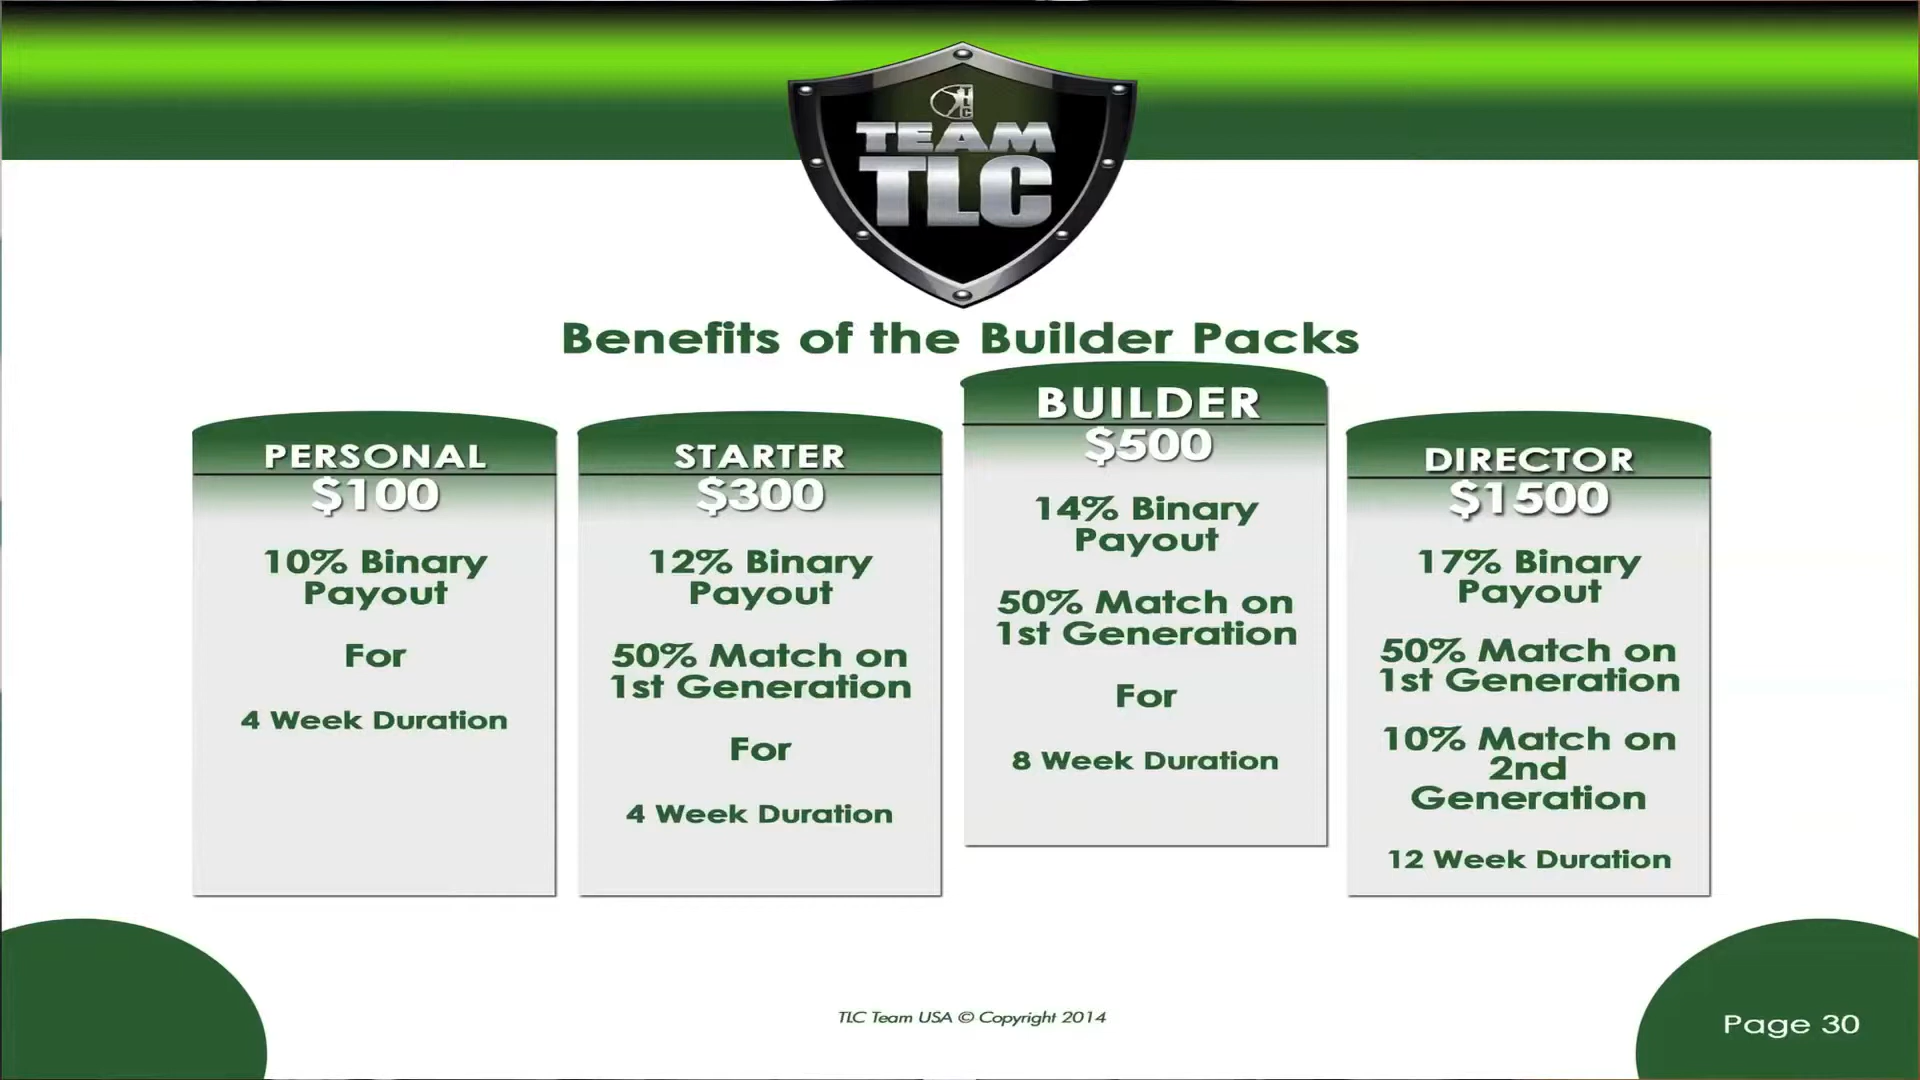 TLC
TEAM
TLC
Benefits of the Builder Packs
PERSONAL
$100
10% Binary
Payout
For
4 Week Duration
STARTER
$300
12% Binary
Payout
50% Match on
1st Generation
For
4 Week Duration
BUILDER
$500
14% Binary
Payout
50% Match on
1st Generation
For
8 Week Duration
DIRECTOR
$1500
17% Binary
Payout
50% Match on
1st Generation
10% Match on
2nd
Generation
12 Week Duration
TLC Team USA © Copyright 2014
Page 30